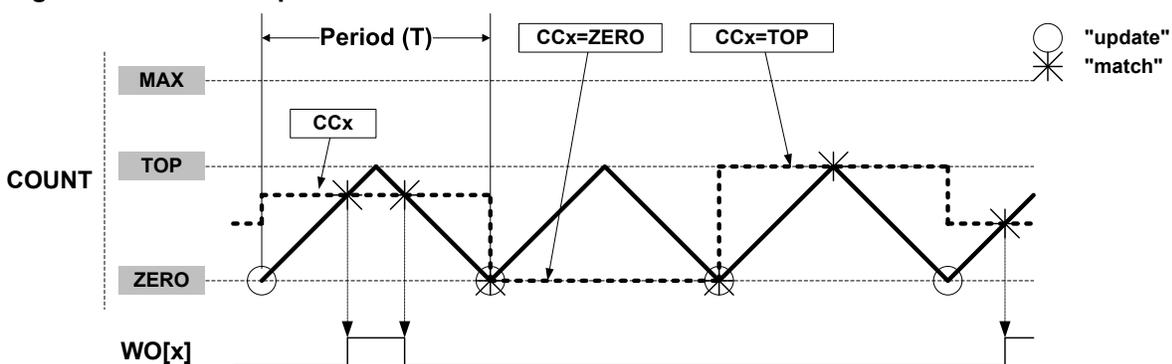 Period (T)
CCx=ZERO
CCx=TOP
"update"
"match"
MAX
CCx
TOP
COUNT
ZERO
WO[x]